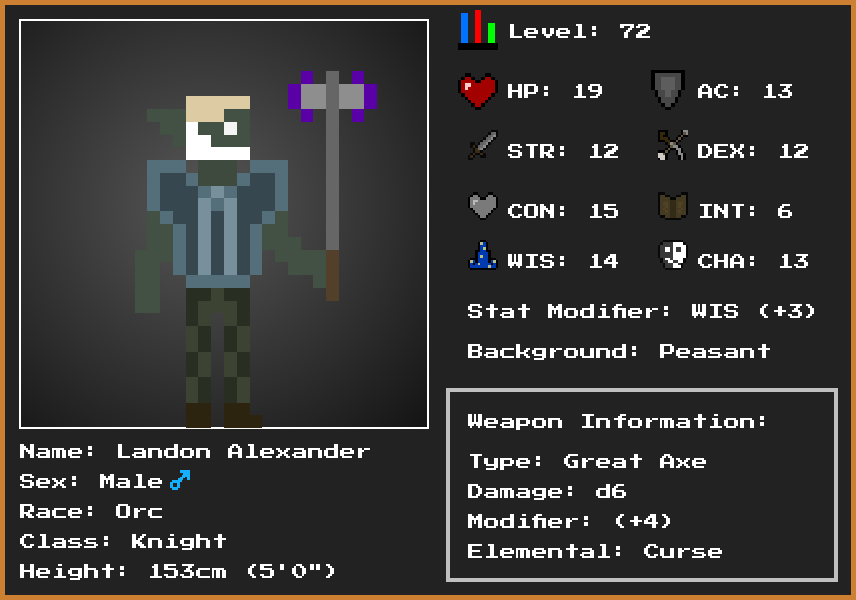 Level: 72
HP: 19
AC: 13
STR: 12
DEX: 12
CON: 15
INT: 6
WIS: 14
CHA: 13
Stat Modifier: WIS (+3)
Background: Peasant
Weapon Information:
Type: Great Axe
Damage: d6
Modifier: (+4)
Elemental: Curse
Name: Landon Alexander
Sex: Male♂
Race: Orc
Class: Knight
Height: 153cm (5'0")